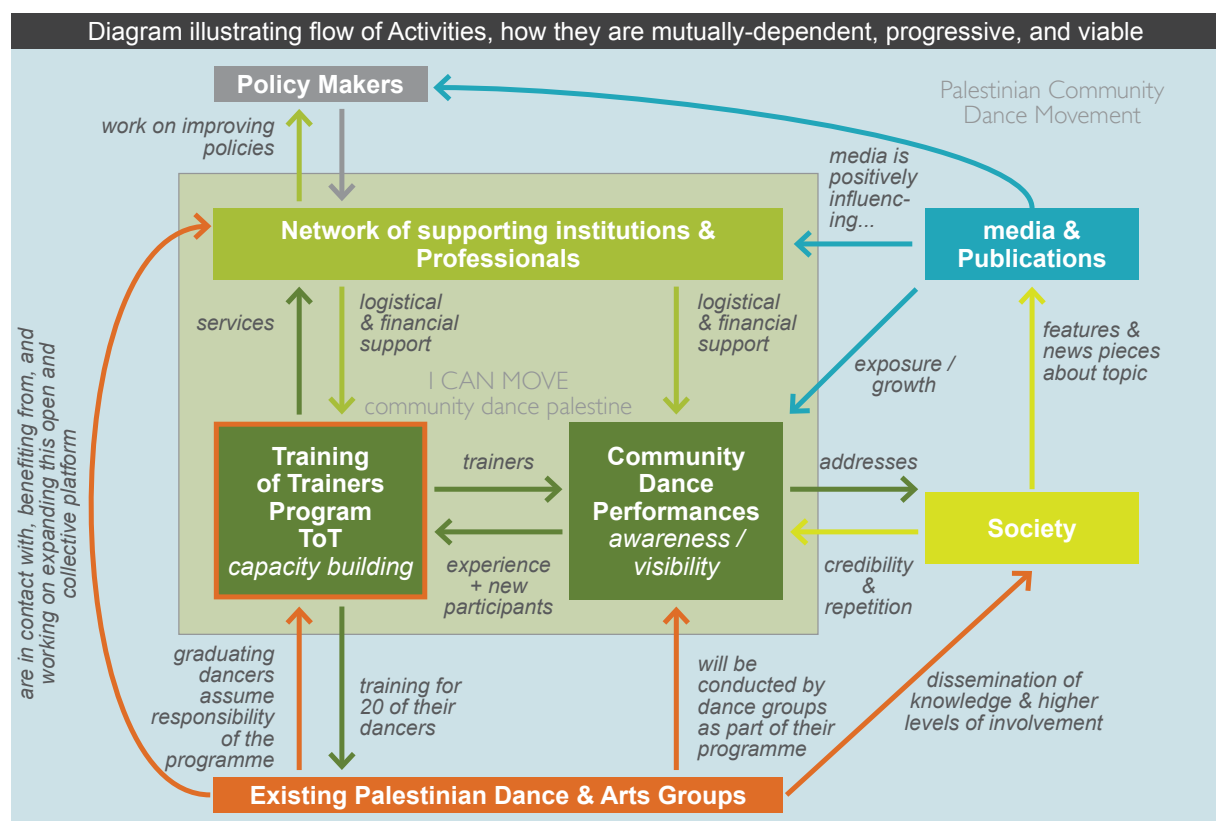 Diagram illustrating flow of Activities, how they are mutually-dependent, progressive, and viable
Policy Makers
Palestinian Community
Dance Movement
work on improving
policies
media is
positively
influenc-
ing...
Network of supporting institutions &
Professionals
media &
Publications
services
logistical
& financial
support
logistical
& financial
support
exposure /
growth
features &
news pieces
about topic
I CAN MOVE
community dance palestine
are in contact with, benefiting from, and
working on expanding this open and
collective platform
Training
of Trainers
Program
ToT
capacity building
trainers
experience
+ new
participants
Community
Dance
Performances
awareness /
visibility
addresses
credibility
&
repetition
Society
graduating
dancers
assume
responsibility
of the
programme
training for
20 of their
dancers
will be
conducted by
dance groups
as part of their
programme
dissemination of
knowledge & higher
levels of involvement
Existing Palestinian Dance & Arts Groups